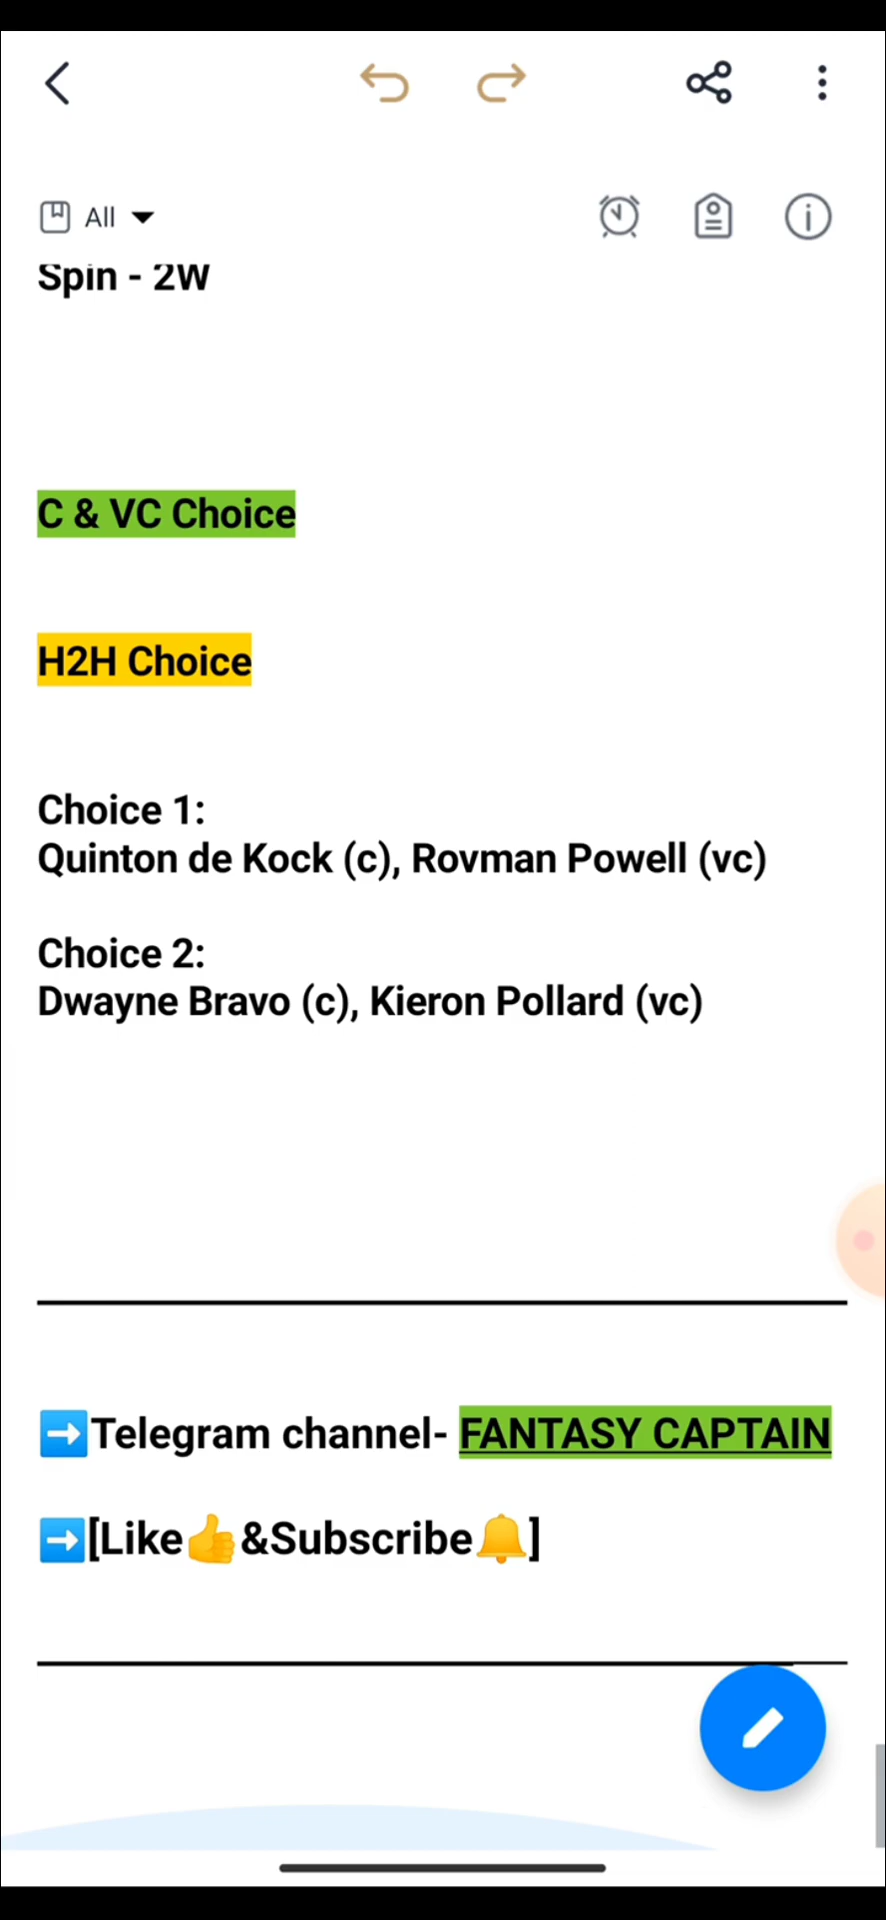 All
Spin - 2W
C & VC Choice
H2H Choice
Choice 1:
Quinton de Kock (c), Rovman Powell (vc)
Choice 2:
Dwayne Bravo (c), Kieron Pollard (vc)
➡️Telegram channel- FANTASY CAPTAIN
➡️[Like👍&Subscribe🔔]